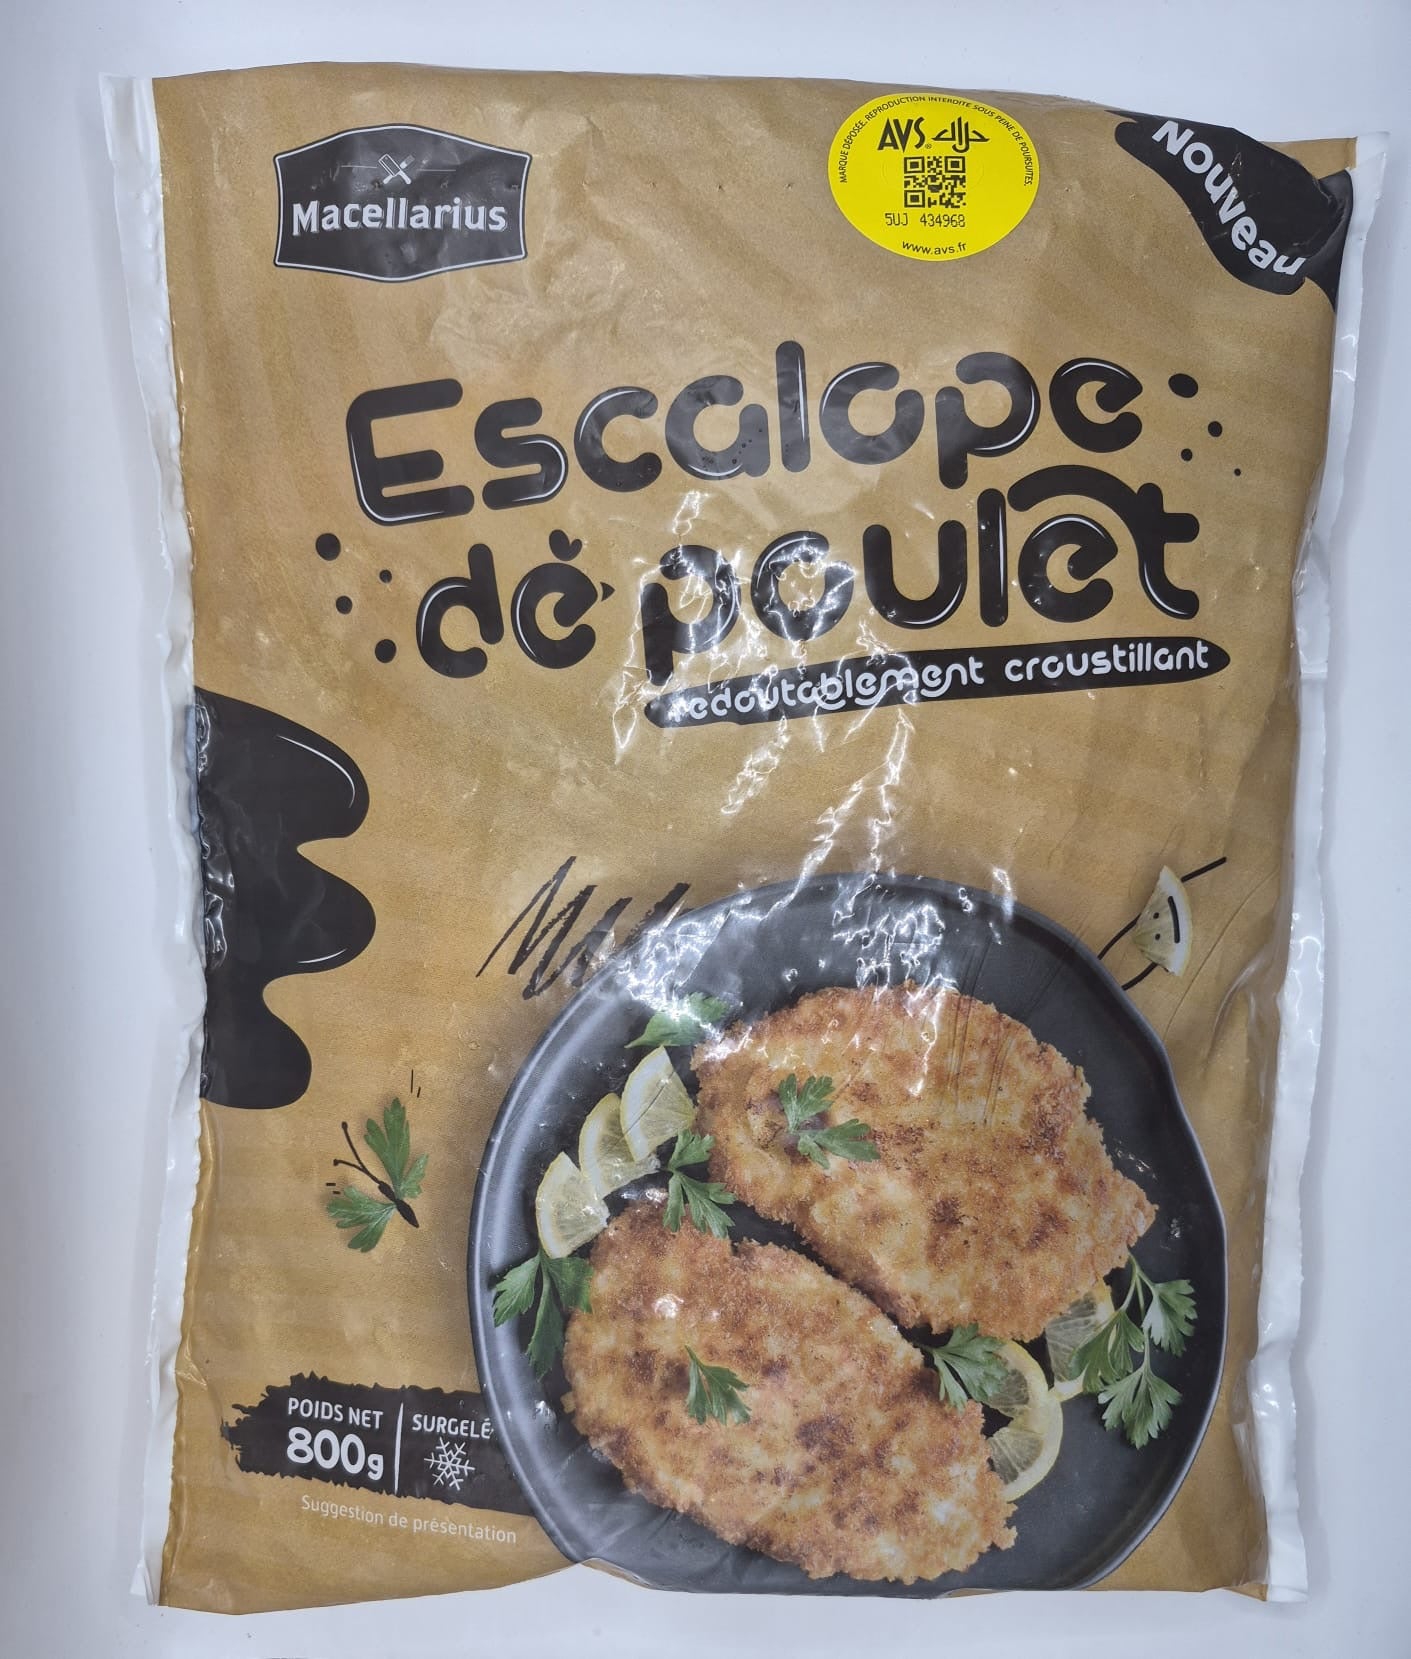 Macellarius
MARQUE DÉPOSÉE. REPRODUCTION INTERDITE SOUS PEINE DE POURSUITES.
AVS®
5UJ 434968
www.avs.fr
Nouveau
Escalope
de poulet
redoutablement croustillant
POIDS NET
800g
SURGELÉ
Suggestion de présentation